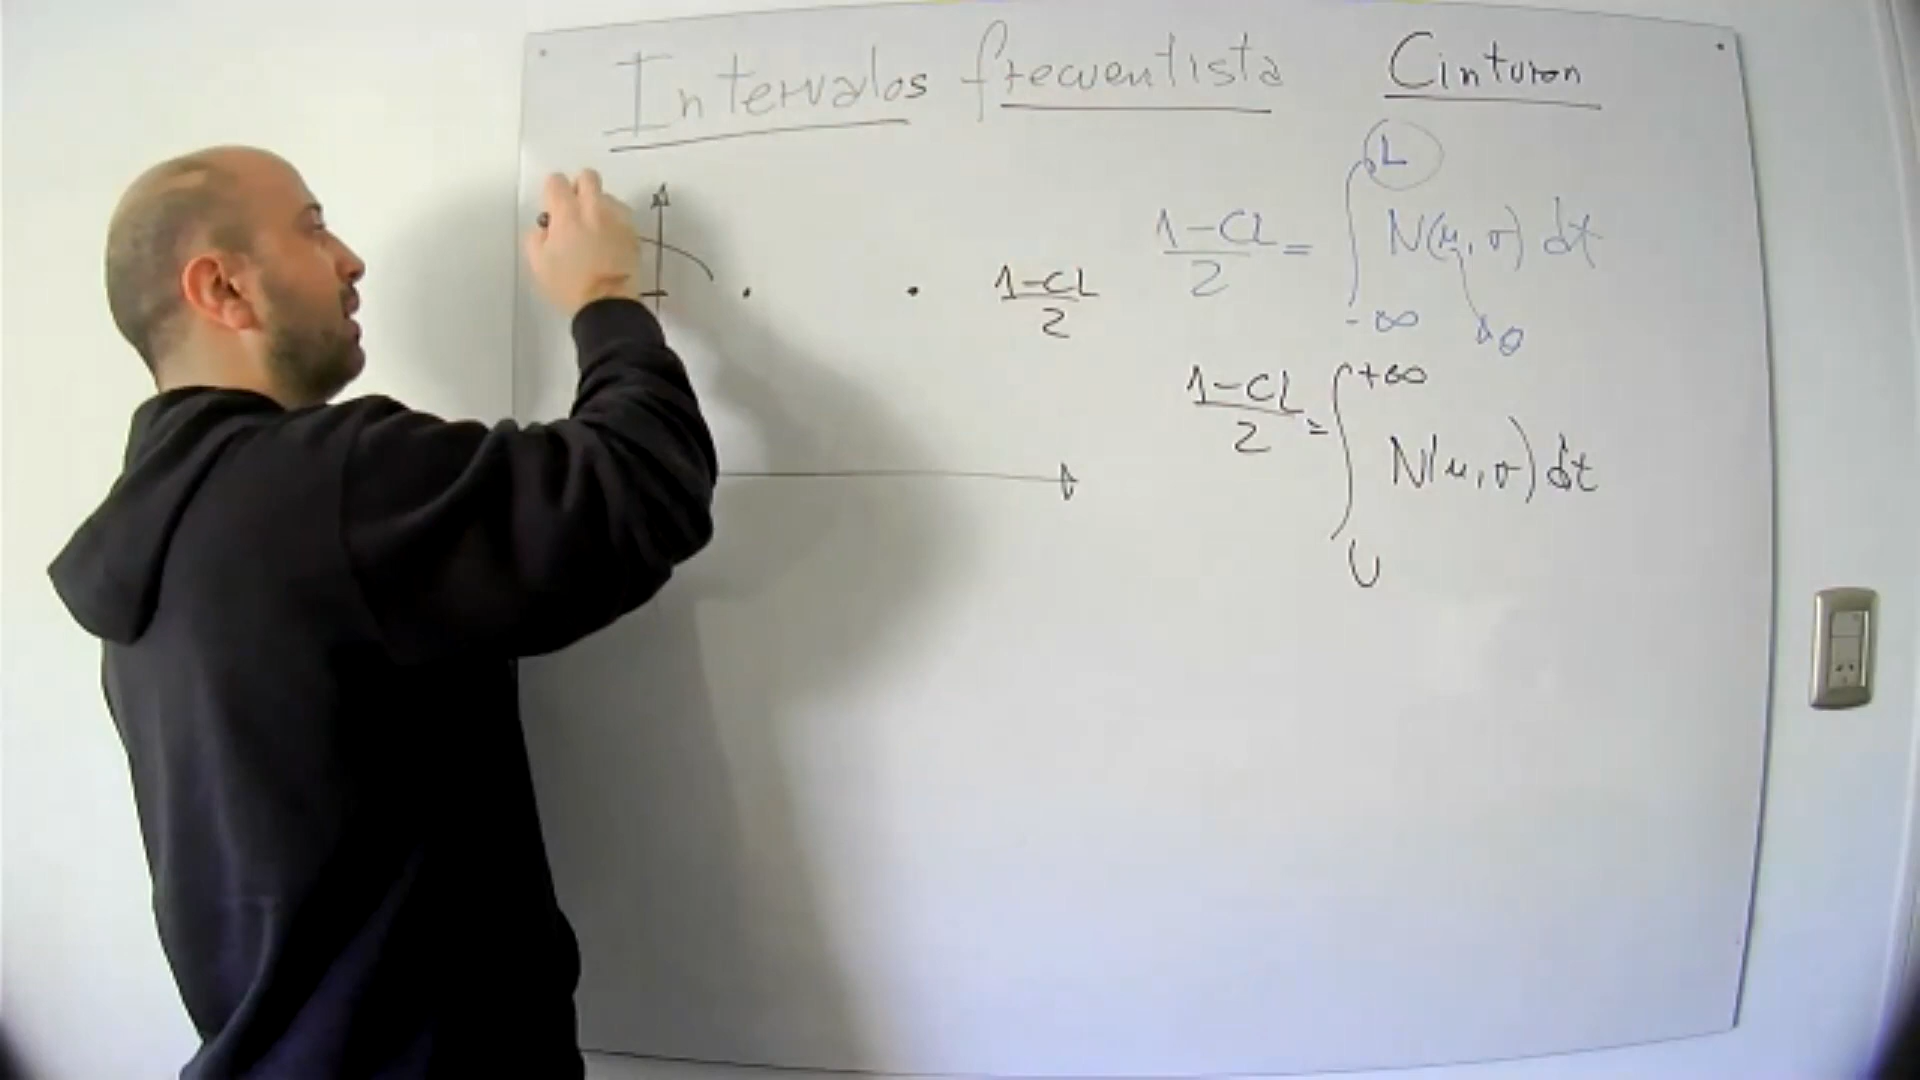 Intervalos frecuentista Cinturon
L
1-CL/2 = ∫ N(μ, σ) dt
-∞ θ
1-CL/2
+∞
1-CL/2 = ∫ N(μ, σ) dt
U